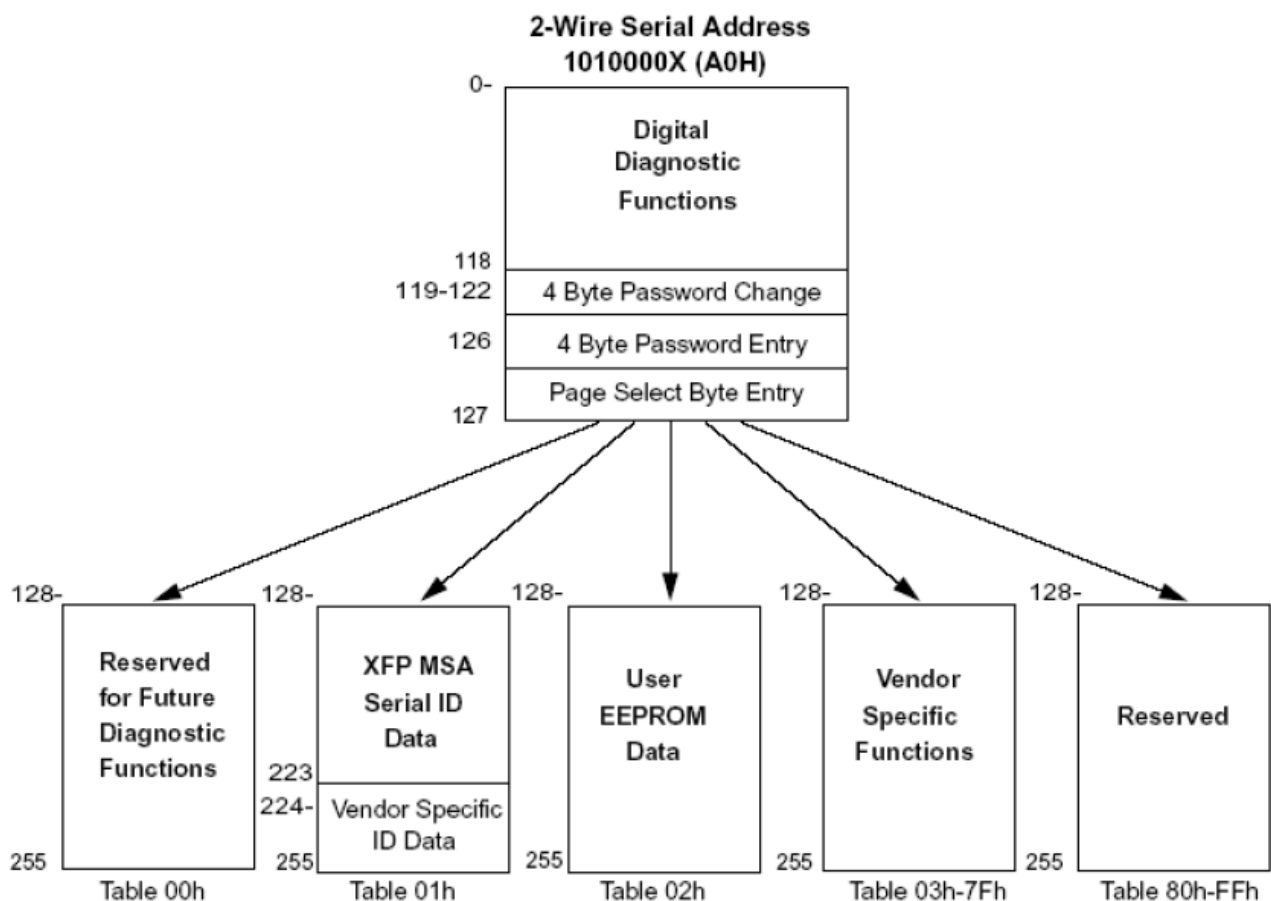 2-Wire Serial Address
1010000X (A0H)
0-
Digital
Diagnostic
Functions
118
119-122
4 Byte Password Change
126
4 Byte Password Entry
Page Select Byte Entry
127
128-
Reserved
for Future
Diagnostic
Functions
255
Table 00h
128-
XFP MSA
Serial ID
Data
223
224-
Vendor Specific
ID Data
255
Table 01h
128-
User
EEPROM
Data
255
Table 02h
128-
Vendor
Specific
Functions
255
Table 03h-7Fh
128-
Reserved
255
Table 80h-FFh